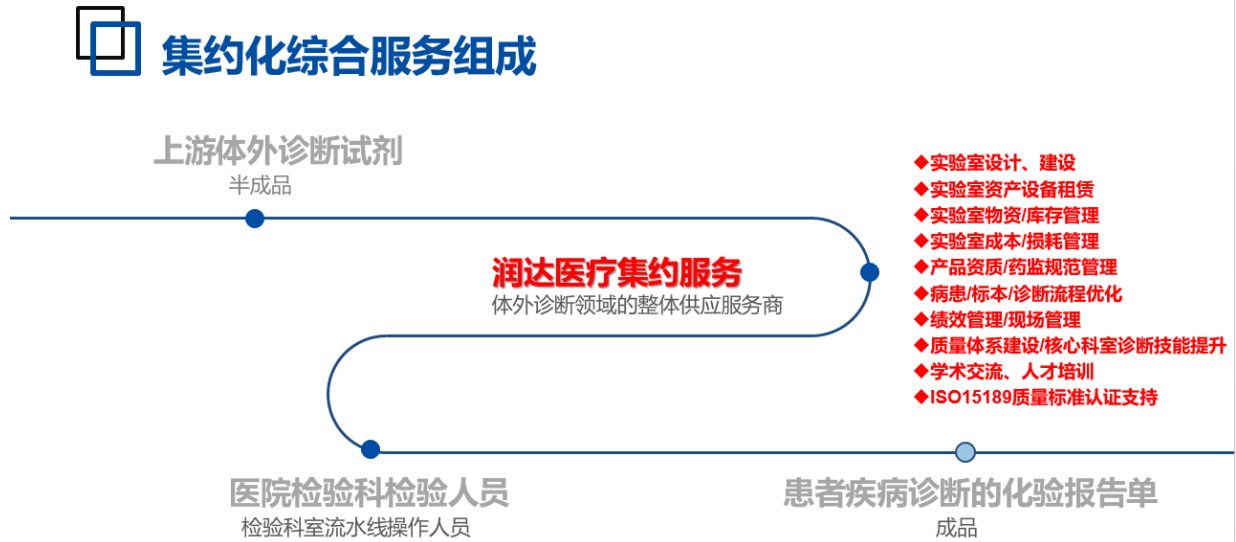 集约化综合服务组成
上游体外诊断试剂
半成品
润达医疗集约服务
体外诊断领域的整体供应服务商
◆实验室设计、建设
◆实验室资产设备租赁
◆实验室物资/库存管理
◆实验室成本/损耗管理
◆产品资质/药监规范管理
◆病患/标本/诊断流程优化
◆绩效管理/现场管理
◆质量体系建设/核心科室诊断技能提升
◆学术交流、人才培训
◆ISO15189质量标准认证支持
医院检验科检验人员
检验科室流水线操作人员
患者疾病诊断的化验报告单
成品